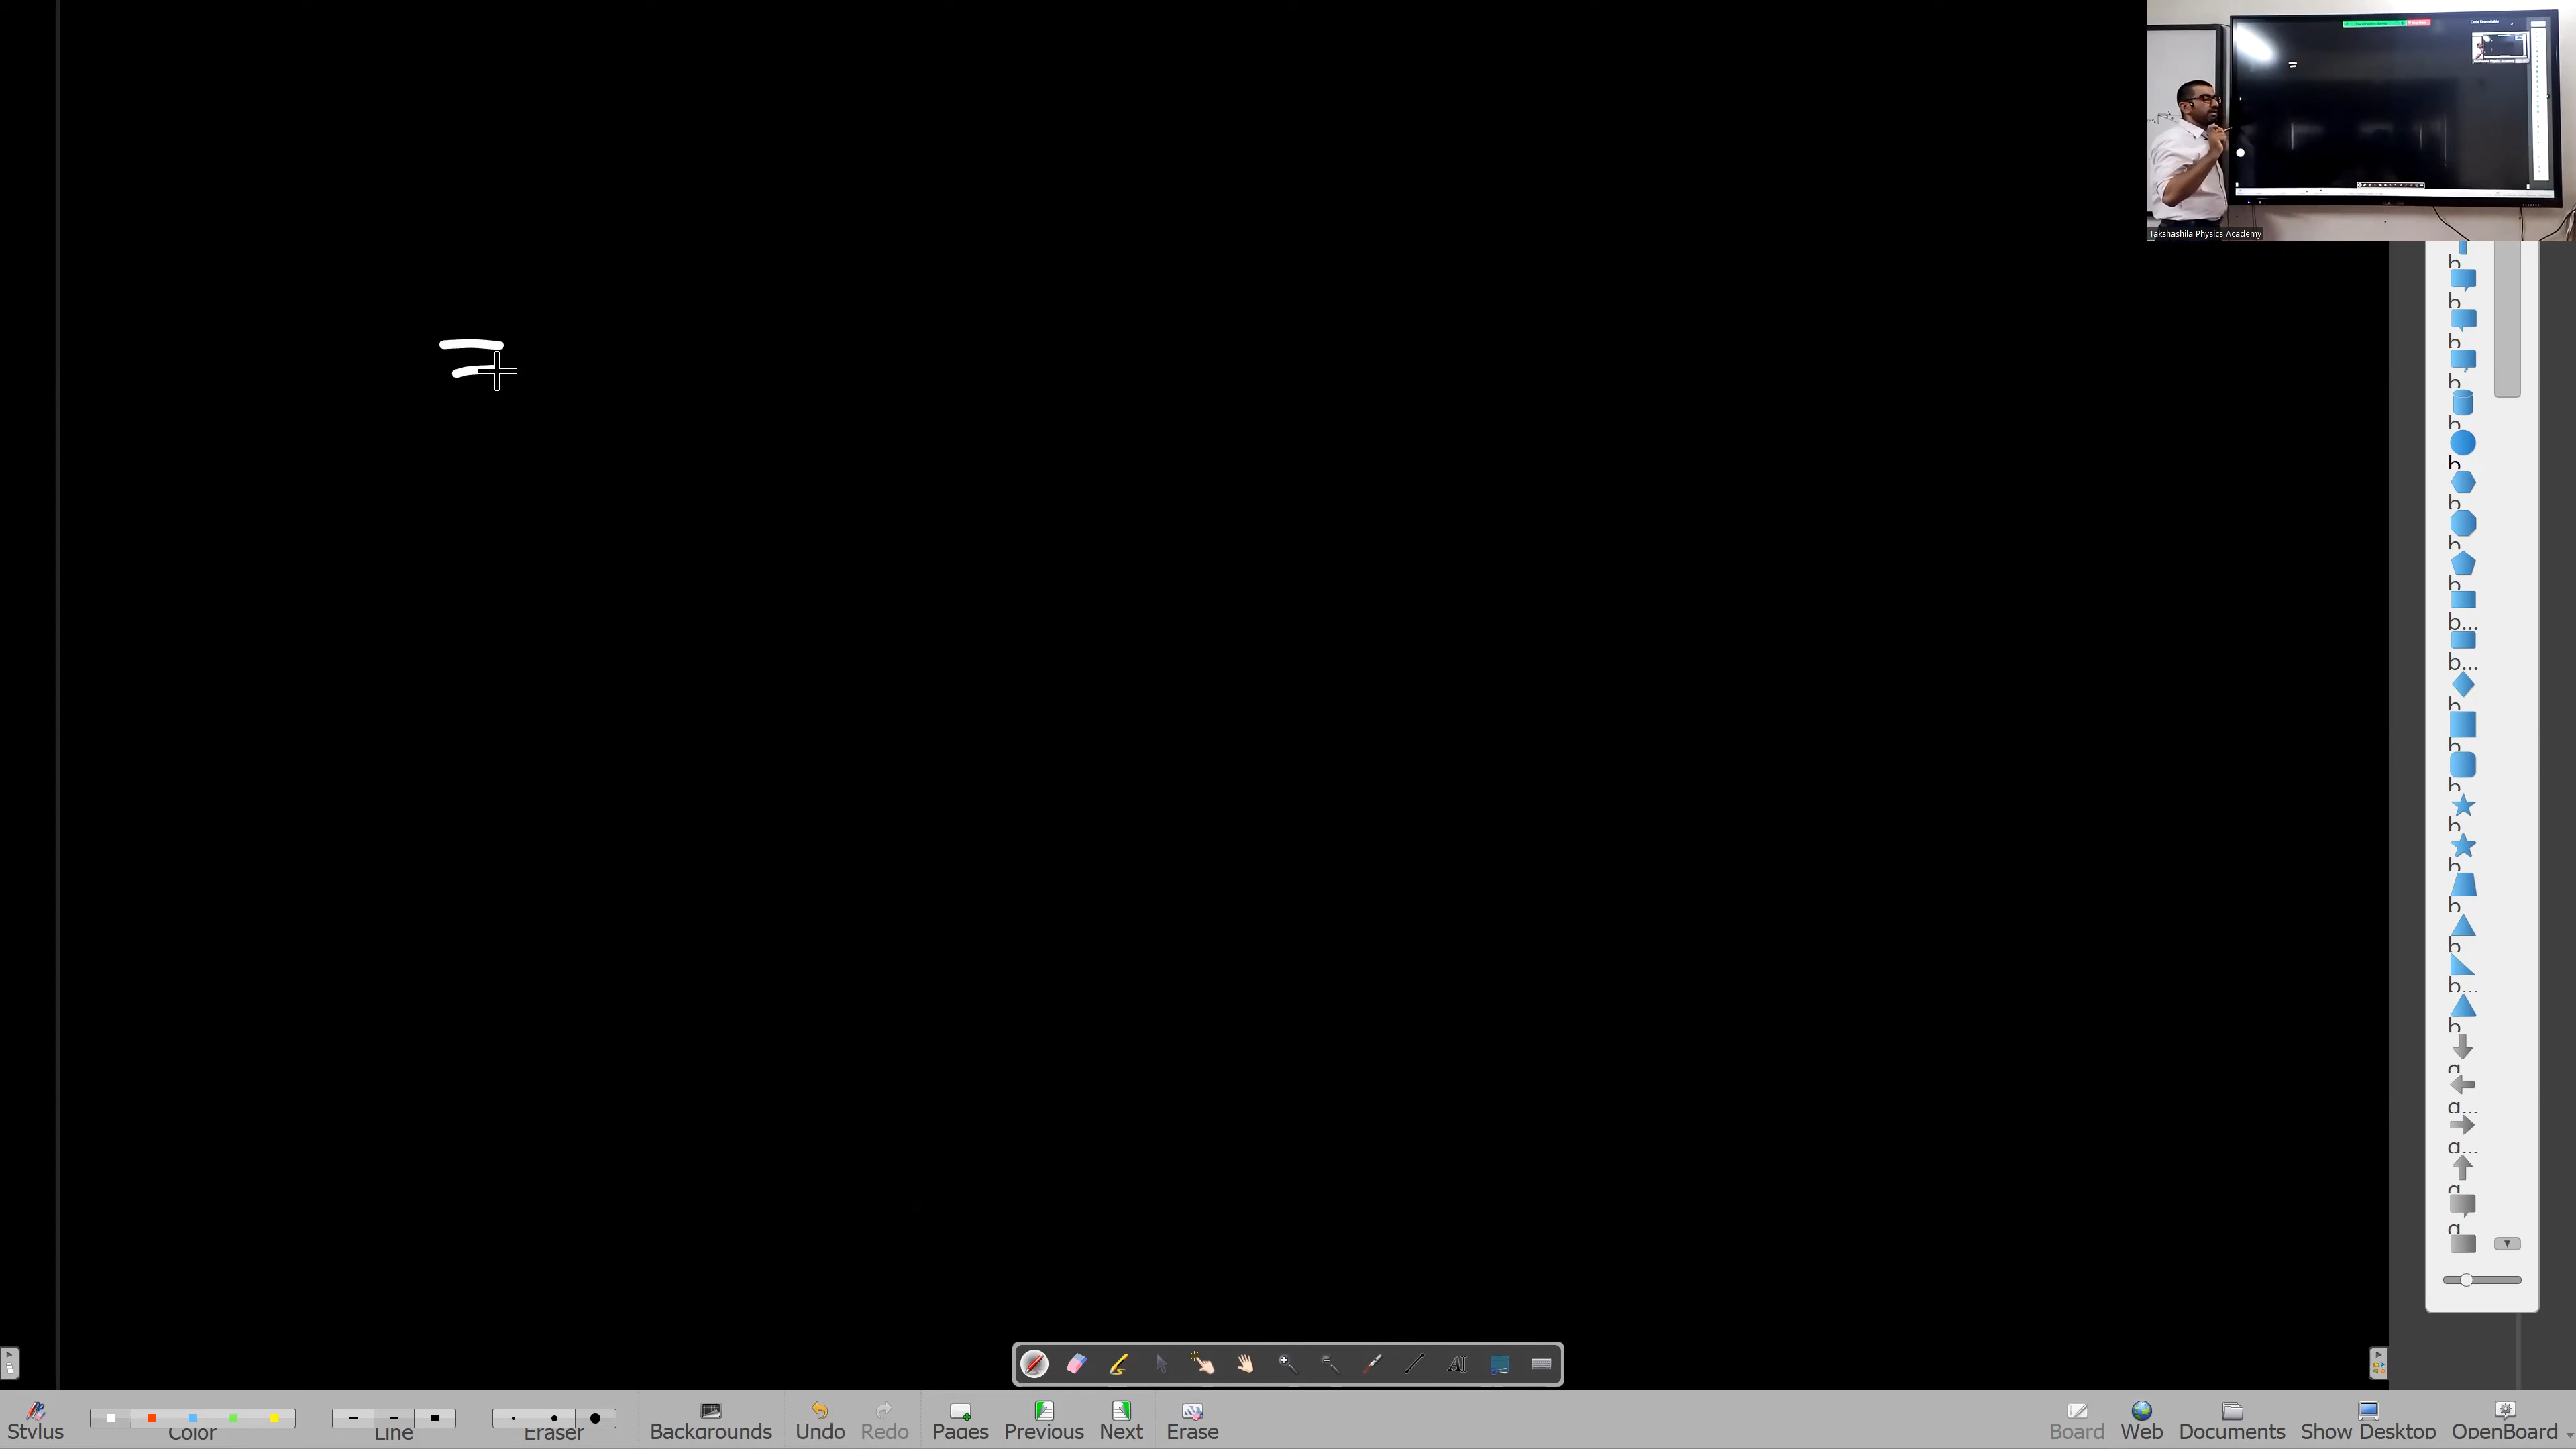 =
Takshashila Physics Academy
b
b
b
b
b
b
b
b
b
b...
b...
b
b
b
b
b
b
b
b...
b
g
g...
g...
g
g
Stylus
Color
Line
Eraser
Backgrounds
Undo
Redo
Pages
Previous
Next
Erase
Board
Web
Documents
Show Desktop
OpenBoard